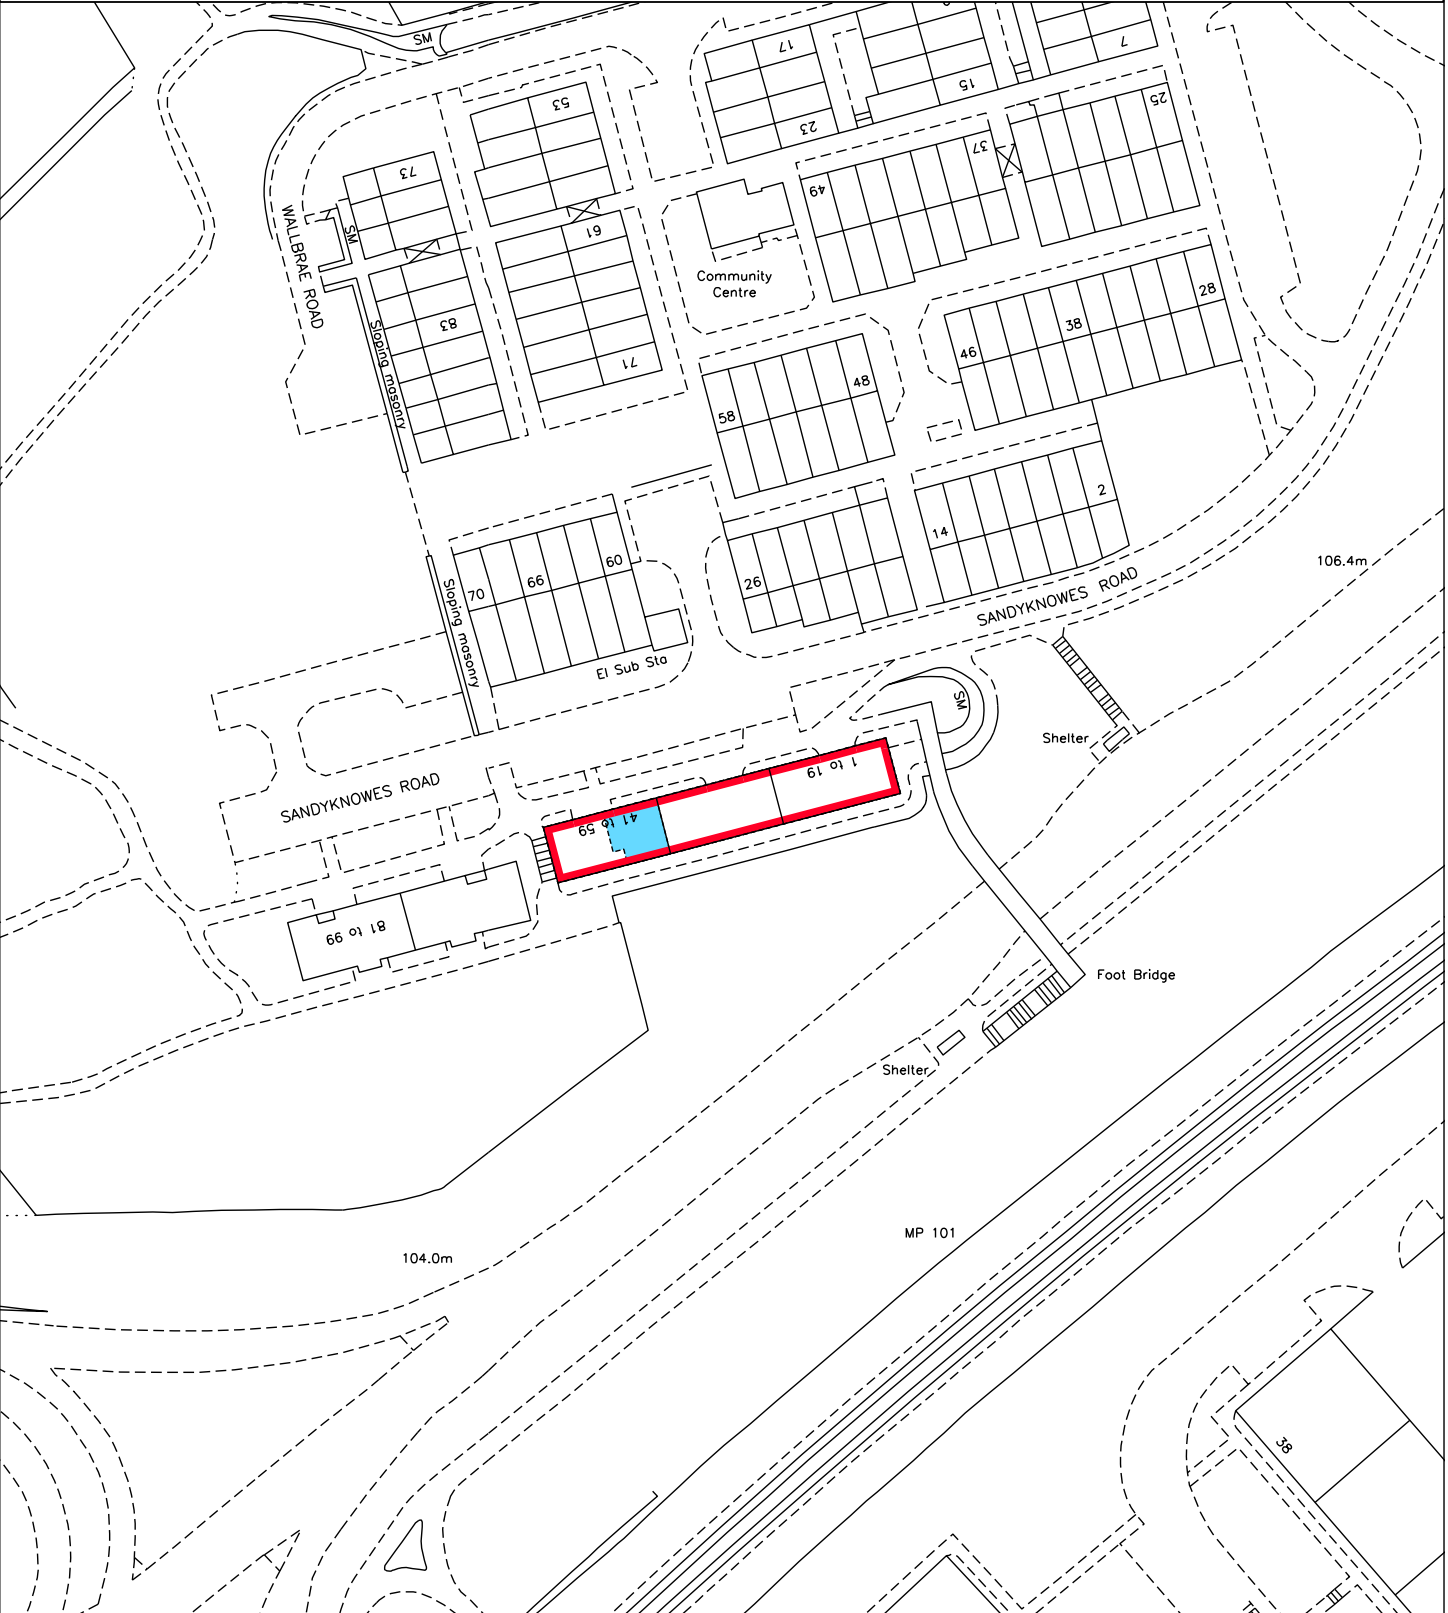 SM
17
7
53
15
25
23
37
73
49
WALLBRAE ROAD
SM
61
Community
Centre
28
83
38
Sloping masonry
46
71
48
58
2
14
106.4m
60
66
26
70
SANDYKNOWES ROAD
Sloping masonry
El Sub Sta
SM
Shelter
SANDYKNOWES ROAD
1 to 19
41 to 59
81 to 99
Foot Bridge
Shelter
MP 101
104.0m
38